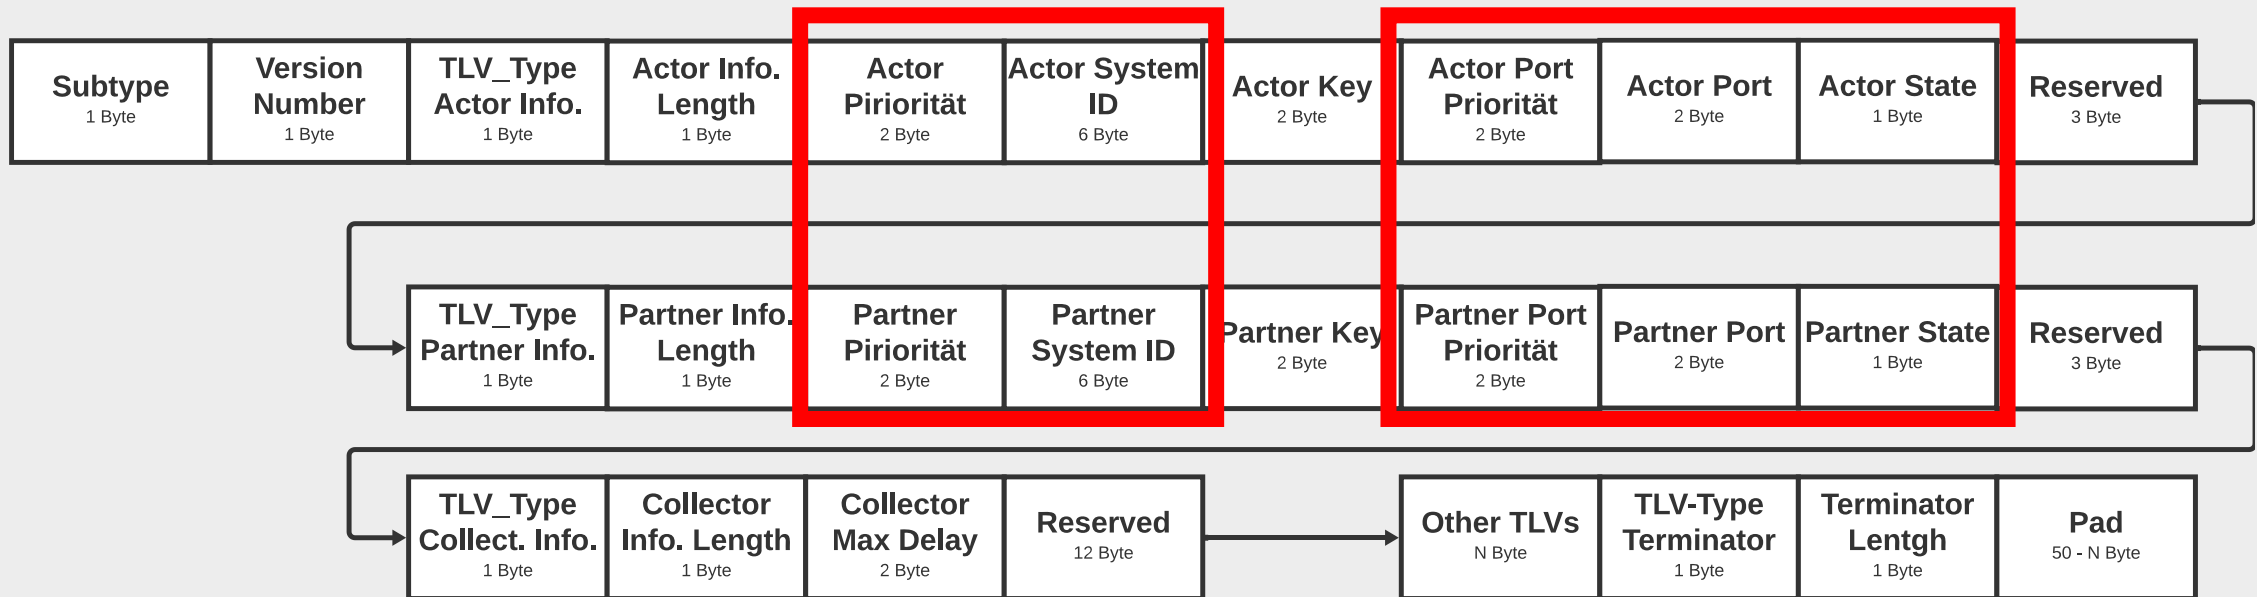 Subtype
1 Byte
Version
Number
1 Byte
TLV_Type
Actor Info.
1 Byte
Actor Info.
Length
1 Byte
Actor
Piriorität
2 Byte
Actor System
ID
6 Byte
Actor Key
2 Byte
Actor Port
Priorität
2 Byte
Actor Port
2 Byte
Actor State
1 Byte
Reserved
3 Byte
TLV_Type
Partner Info.
1 Byte
Partner Info.
Length
1 Byte
Partner
Piriorität
2 Byte
Partner
System ID
6 Byte
Partner Key
2 Byte
Partner Port
Priorität
2 Byte
Partner Port
2 Byte
Partner State
1 Byte
Reserved
3 Byte
TLV_Type
Collect. Info.
1 Byte
Collector
Info. Length
1 Byte
Collector
Max Delay
2 Byte
Reserved
12 Byte
Other TLVs
N Byte
TLV-Type
Terminator
1 Byte
Terminator
Lentgh
1 Byte
Pad
50 - N Byte